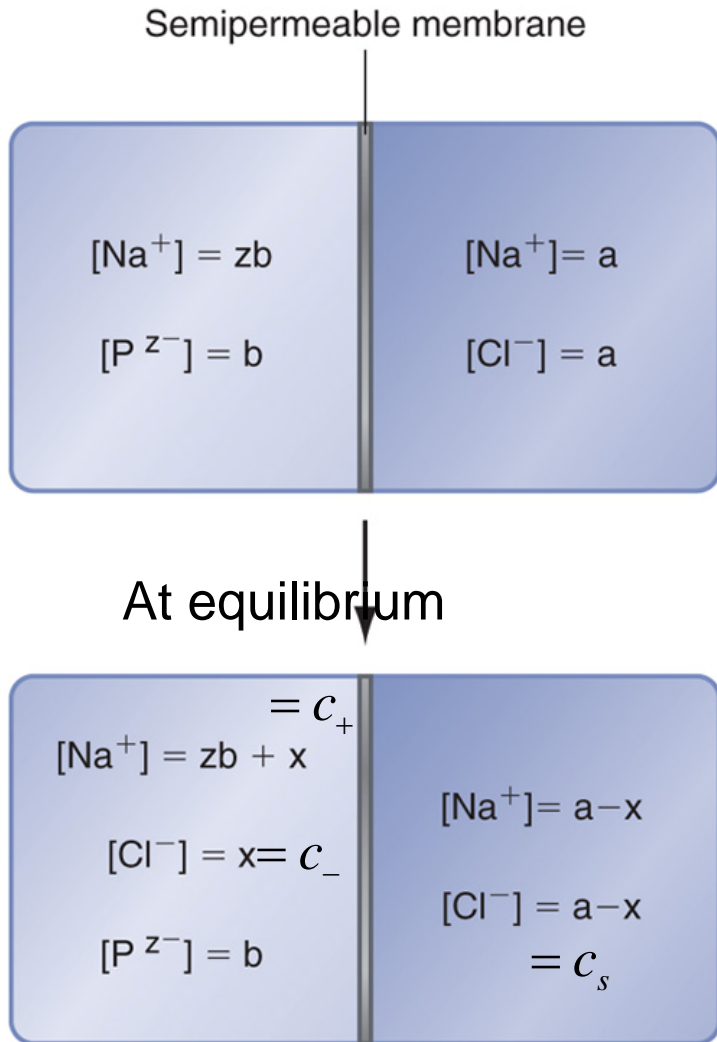 Semipermeable membrane
[Na⁺] = zb
[P ᶻ⁻] = b
[Na⁺]= a
[Cl⁻] = a
At equilibrium
= c₊
[Na⁺] = zb + x
[Cl⁻] = x= c₋
[P ᶻ⁻] = b
[Na⁺]= a−x
[Cl⁻] = a−x
= cₛ